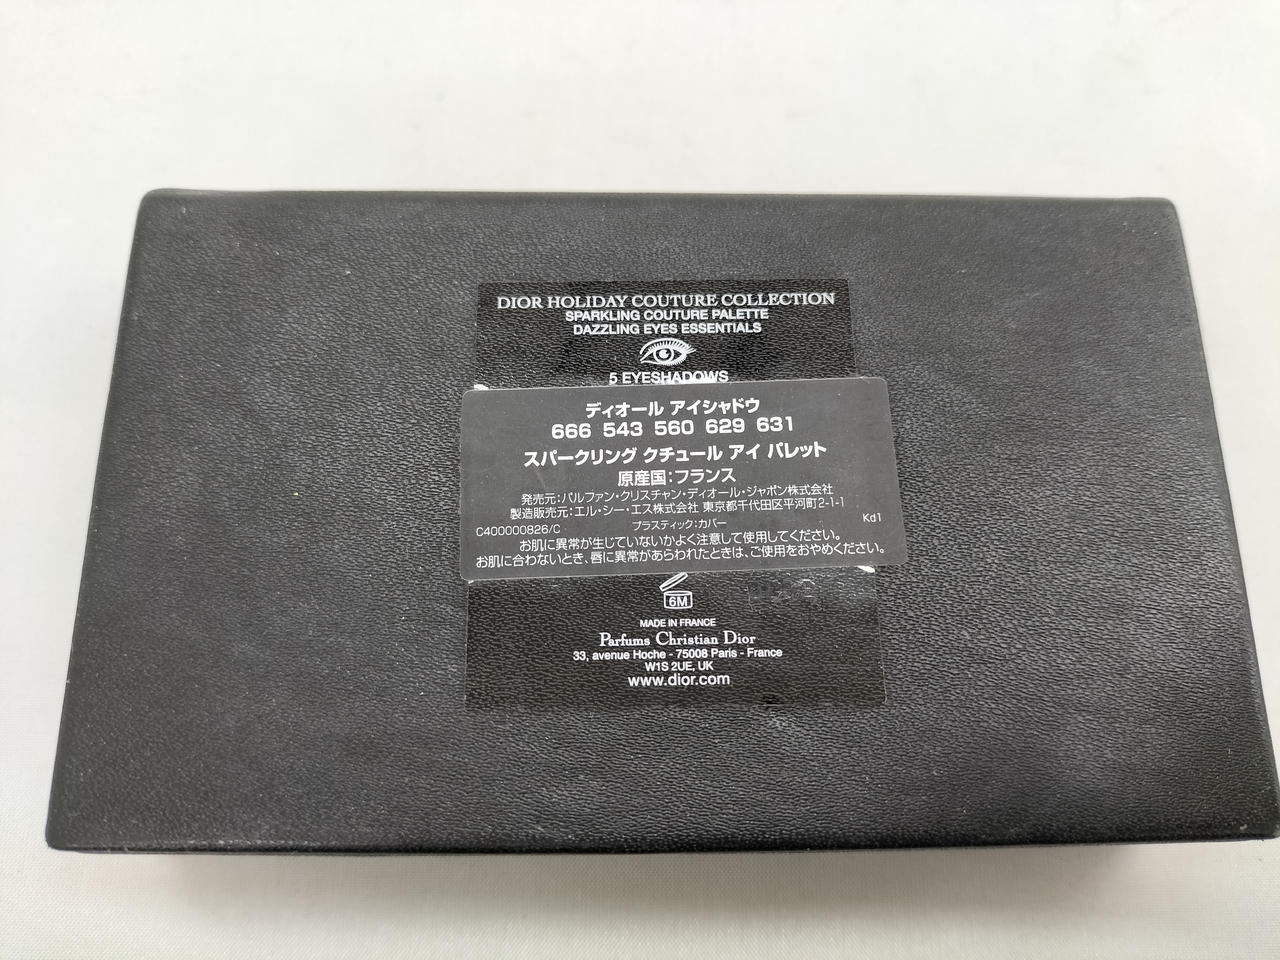 DIOR HOLIDAY COUTURE COLLECTION
SPARKLING COUTURE PALETTE
DAZZLING EYES ESSENTIALS
5 EYESHADOWS
ディオール アイシャドウ
666 543 560 629 631
スパークリング クチュール アイ パレット
原産国:フランス
発売元:パルファン・クリスチャン・ディオール・ジャポン株式会社
製造販売元:エル・シー・エス株式会社 東京都千代田区平河町2-1-1
C400000826/C プラスティック:カバー Kd1
お肌に異常が生じていないかよく注意して使用してください。
お肌に合わないとき、唇に異常があらわれたときは、ご使用をおやめください。
6M
MADE IN FRANCE
Parfums Christian Dior
33, avenue Hoche - 75008 Paris - France
W1S 2UE, UK
www.dior.com